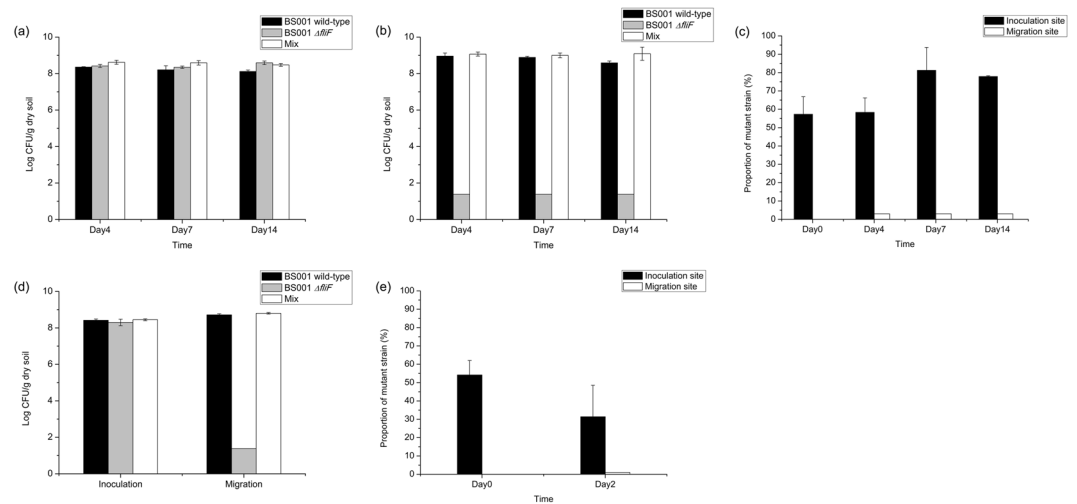 (a)
BS001 wild-type
BS001 ΔfliF
Mix
Log CFU/g dry soil
10
8
6
4
2
0
Day4 Day7 Day14
Time
(b)
BS001 wild-type
BS001 ΔfliF
Mix
Log CFU/g dry soil
10
8
6
4
2
0
Day4 Day7 Day14
Time
(c)
Inoculation site
Migration site
Proportion of mutant strain (%)
100
90
80
70
60
50
40
30
20
10
0
Day0 Day4 Day7 Day14
Time
(d)
BS001 wild-type
BS001 ΔfliF
Mix
Log CFU/g dry soil
10
8
6
4
2
0
Inoculation Migration
(e)
Inoculation site
Migration site
Proportion of mutant strain (%)
100
90
80
70
60
50
40
30
20
10
0
Day0 Day2
Time